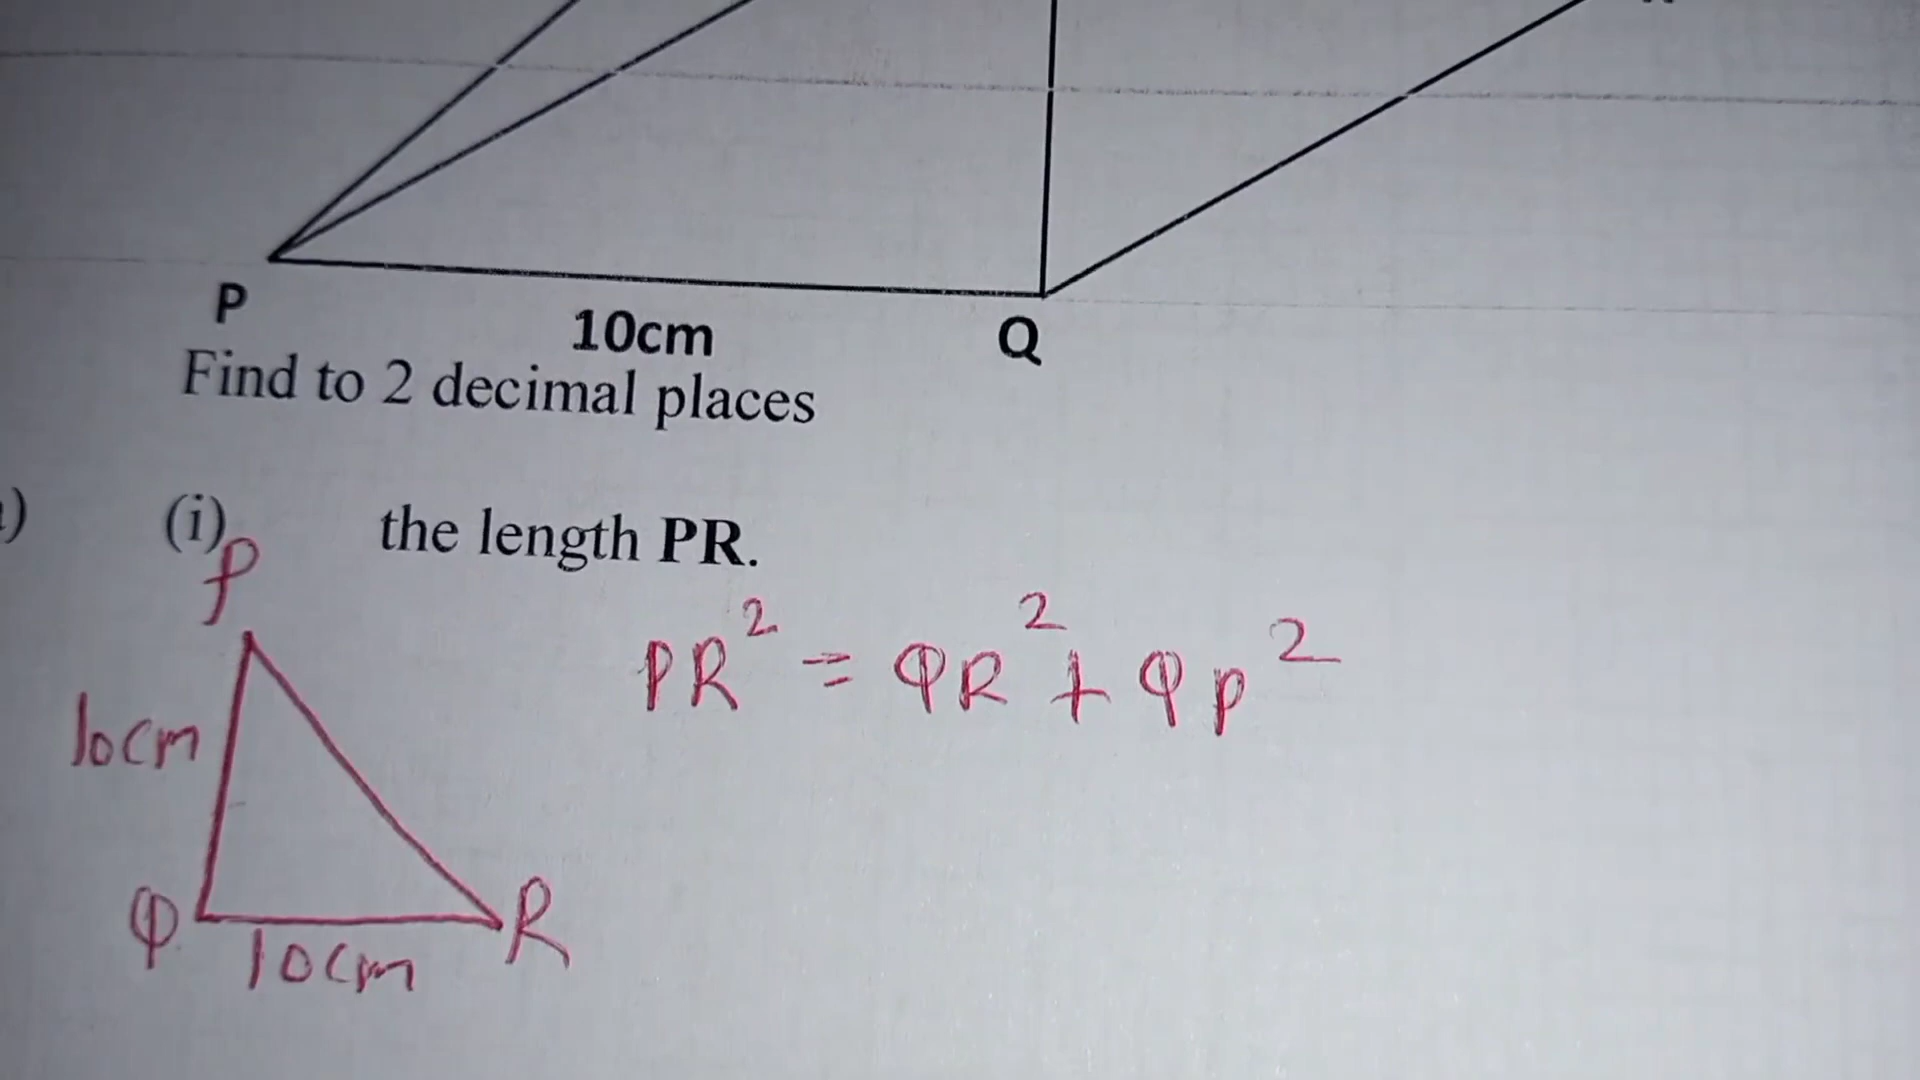 P
10cm
Q
Find to 2 decimal places
(i) the length PR.
P
PR² = QR² + QP²
10cm
Q
R
10cm